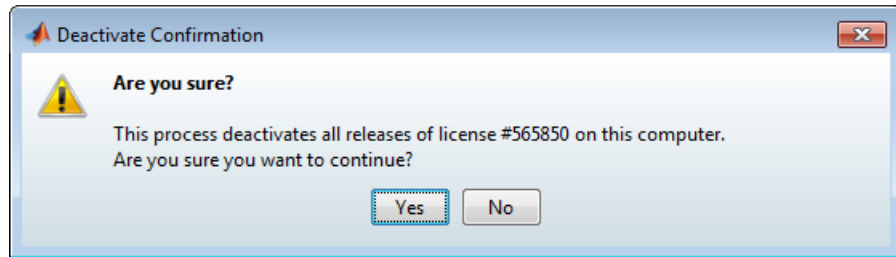 Deactivate Confirmation
Are you sure?
This process deactivates all releases of license #565850 on this computer.
Are you sure you want to continue?
Yes No